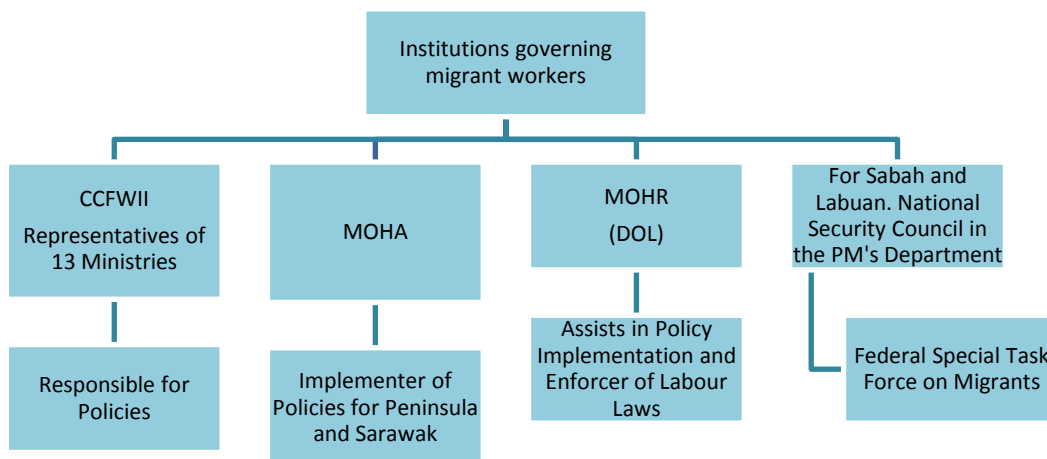 Institutions governing
migrant workers
CCFWII
Representatives of
13 Ministries
MOHA
MOHR
(DOL)
For Sabah and
Labuan. National
Security Council in
the PM's Department
Responsible for
Policies
Implementer of
Policies for Peninsula
and Sarawak
Assists in Policy
Implementation and
Enforcer of Labour
Laws
Federal Special Task
Force on Migrants